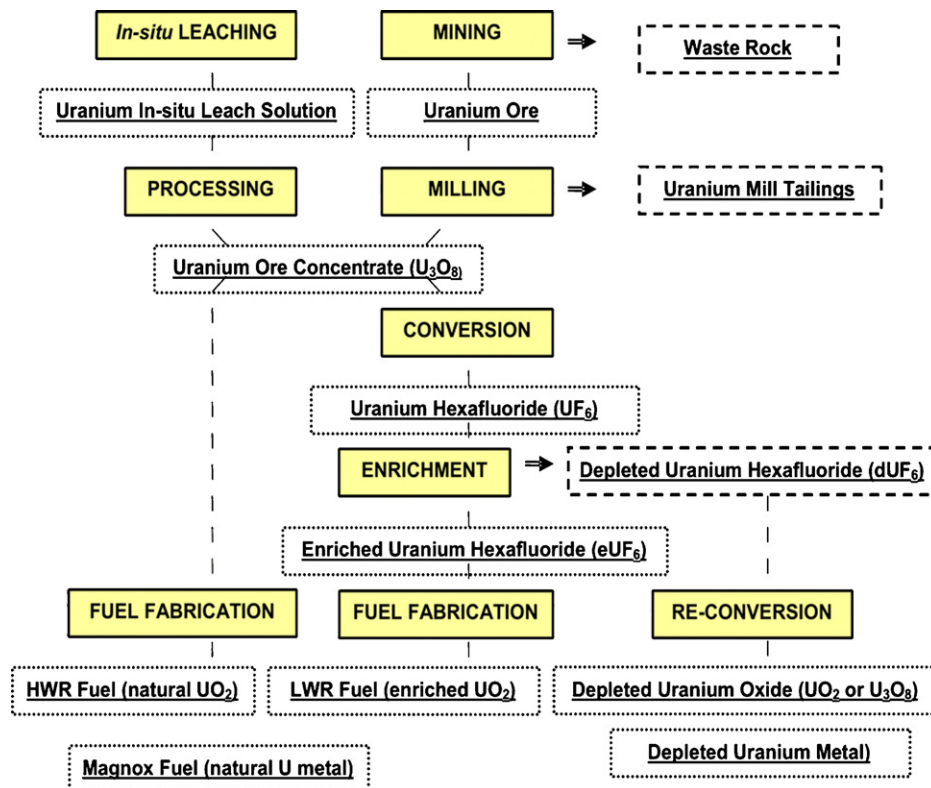 In-situ LEACHING
MINING
Waste Rock
Uranium In-situ Leach Solution
Uranium Ore
PROCESSING
MILLING
Uranium Mill Tailings
Uranium Ore Concentrate (U₃O₈)
CONVERSION
Uranium Hexafluoride (UF₆)
ENRICHMENT
Depleted Uranium Hexafluoride (dUF₆)
Enriched Uranium Hexafluoride (eUF₆)
FUEL FABRICATION
FUEL FABRICATION
RE-CONVERSION
HWR Fuel (natural UO₂)
LWR Fuel (enriched UO₂)
Depleted Uranium Oxide (UO₂ or U₃O₈)
Depleted Uranium Metal)
Magnox Fuel (natural U metal)